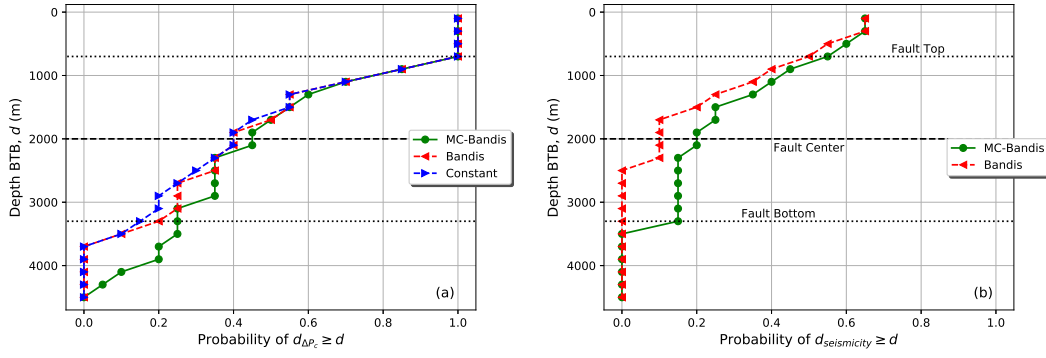 0
1000
2000
3000
4000
Depth BTB, d (m)
0.0 0.2 0.4 0.6 0.8 1.0
Probability of d_{ΔP_c} ≥ d
MC-Bandis
Bandis
Constant
(a)
0
1000
2000
3000
4000
Depth BTB, d (m)
0.0 0.2 0.4 0.6 0.8 1.0
Probability of d_{seismicity} ≥ d
Fault Top
Fault Center
Fault Bottom
MC-Bandis
Bandis
(b)